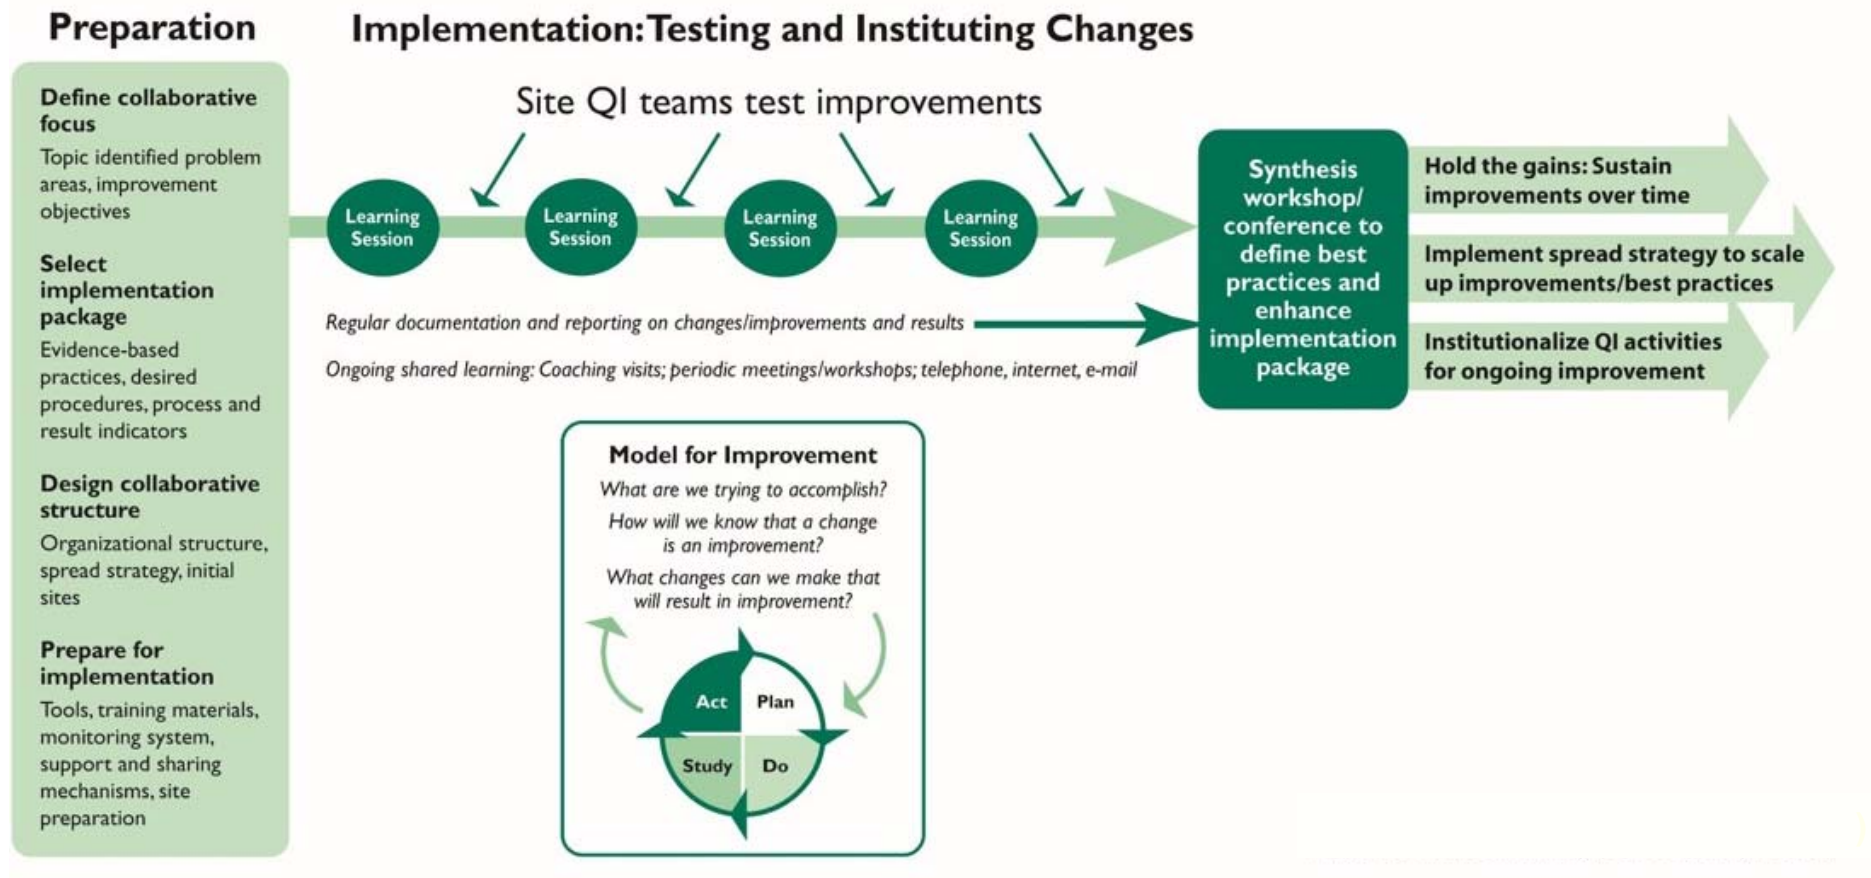 Preparation
Define collaborative
focus
Topic identified problem
areas, improvement
objectives
Select
implementation
package
Evidence-based
practices, desired
procedures, process and
result indicators
Design collaborative
structure
Organizational structure,
spread strategy, initial
sites
Prepare for
implementation
Tools, training materials,
monitoring system,
support and sharing
mechanisms, site
preparation
Implementation: Testing and Instituting Changes
Site QI teams test improvements
Learning
Session
Learning
Session
Learning
Session
Learning
Session
Regular documentation and reporting on changes/improvements and results
Ongoing shared learning: Coaching visits; periodic meetings/workshops; telephone, internet, e-mail
Model for Improvement
What are we trying to accomplish?
How will we know that a change
is an improvement?
What changes can we make that
will result in improvement?
Act
Plan
Study
Do
Synthesis
workshop/
conference to
define best
practices and
enhance
implementation
package
Hold the gains: Sustain
improvements over time
Implement spread strategy to scale
up improvements/best practices
Institutionalize QI activities
for ongoing improvement